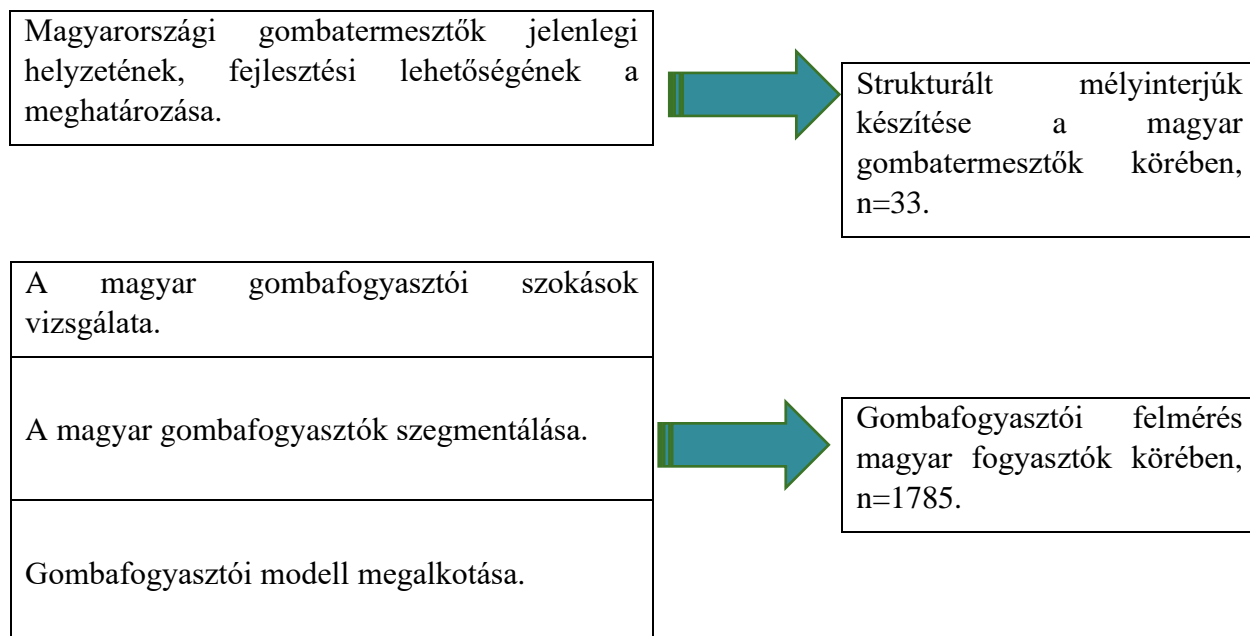 Magyarországi gombatermesztők jelenlegi
helyzetének, fejlesztési lehetőségének a
meghatározása.
Strukturált mélyinterjúk
készítése a magyar
gombatermesztők körében,
n=33.
A magyar gombafogyasztói szokások
vizsgálata.
A magyar gombafogyasztók szegmentálása.
Gombafogyasztói modell megalkotása.
Gombafogyasztói felmérés
magyar fogyasztók körében,
n=1785.